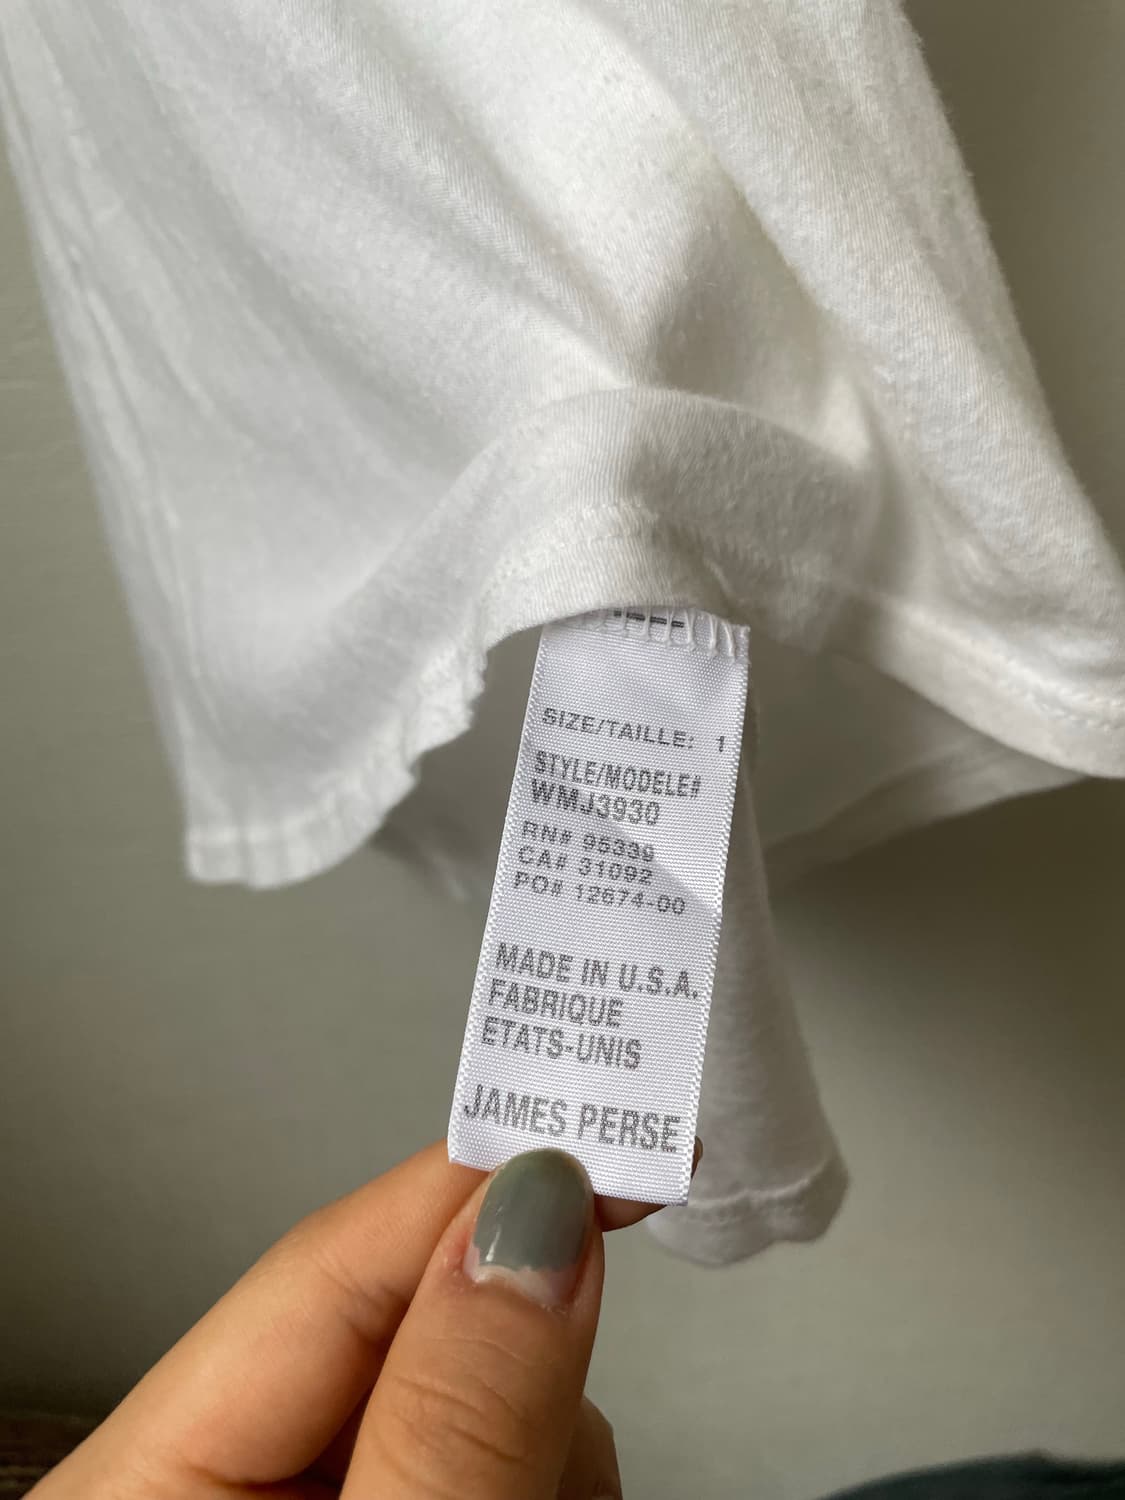 SIZE/TAILLE: 1
STYLE/MODELE#
WMJ3930
RN# 95339
CA# 31092
PO# 12674-00
MADE IN U.S.A.
FABRIQUE
ETATS-UNIS
JAMES PERSE